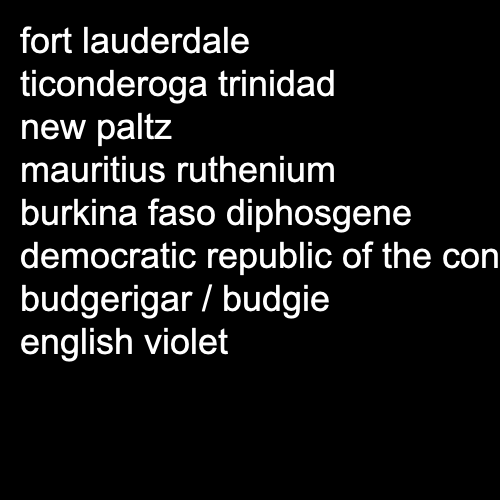 fort lauderdale
ticonderoga trinidad
new paltz
mauritius ruthenium
burkina faso diphosgene
democratic republic of the con
budgerigar / budgie
english violet